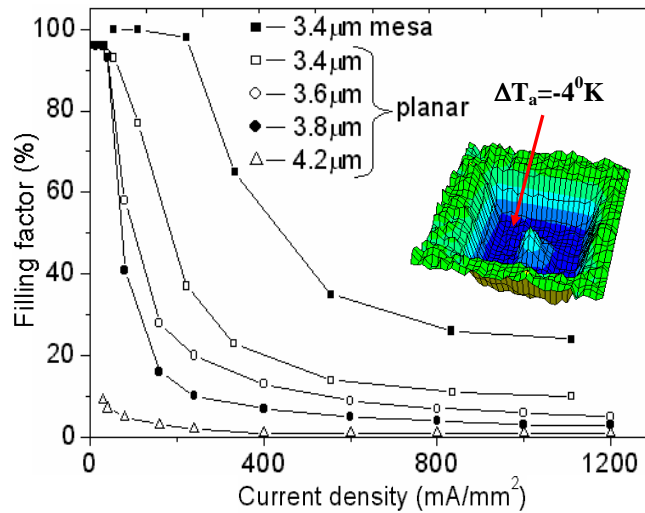 100
80
60
40
20
0
Filling factor (%)
3.4μm mesa
3.4μm
3.6μm
3.8μm
4.2μm
planar
ΔTₐ=-4⁰K
0
400
800
1200
Current density (mA/mm²)